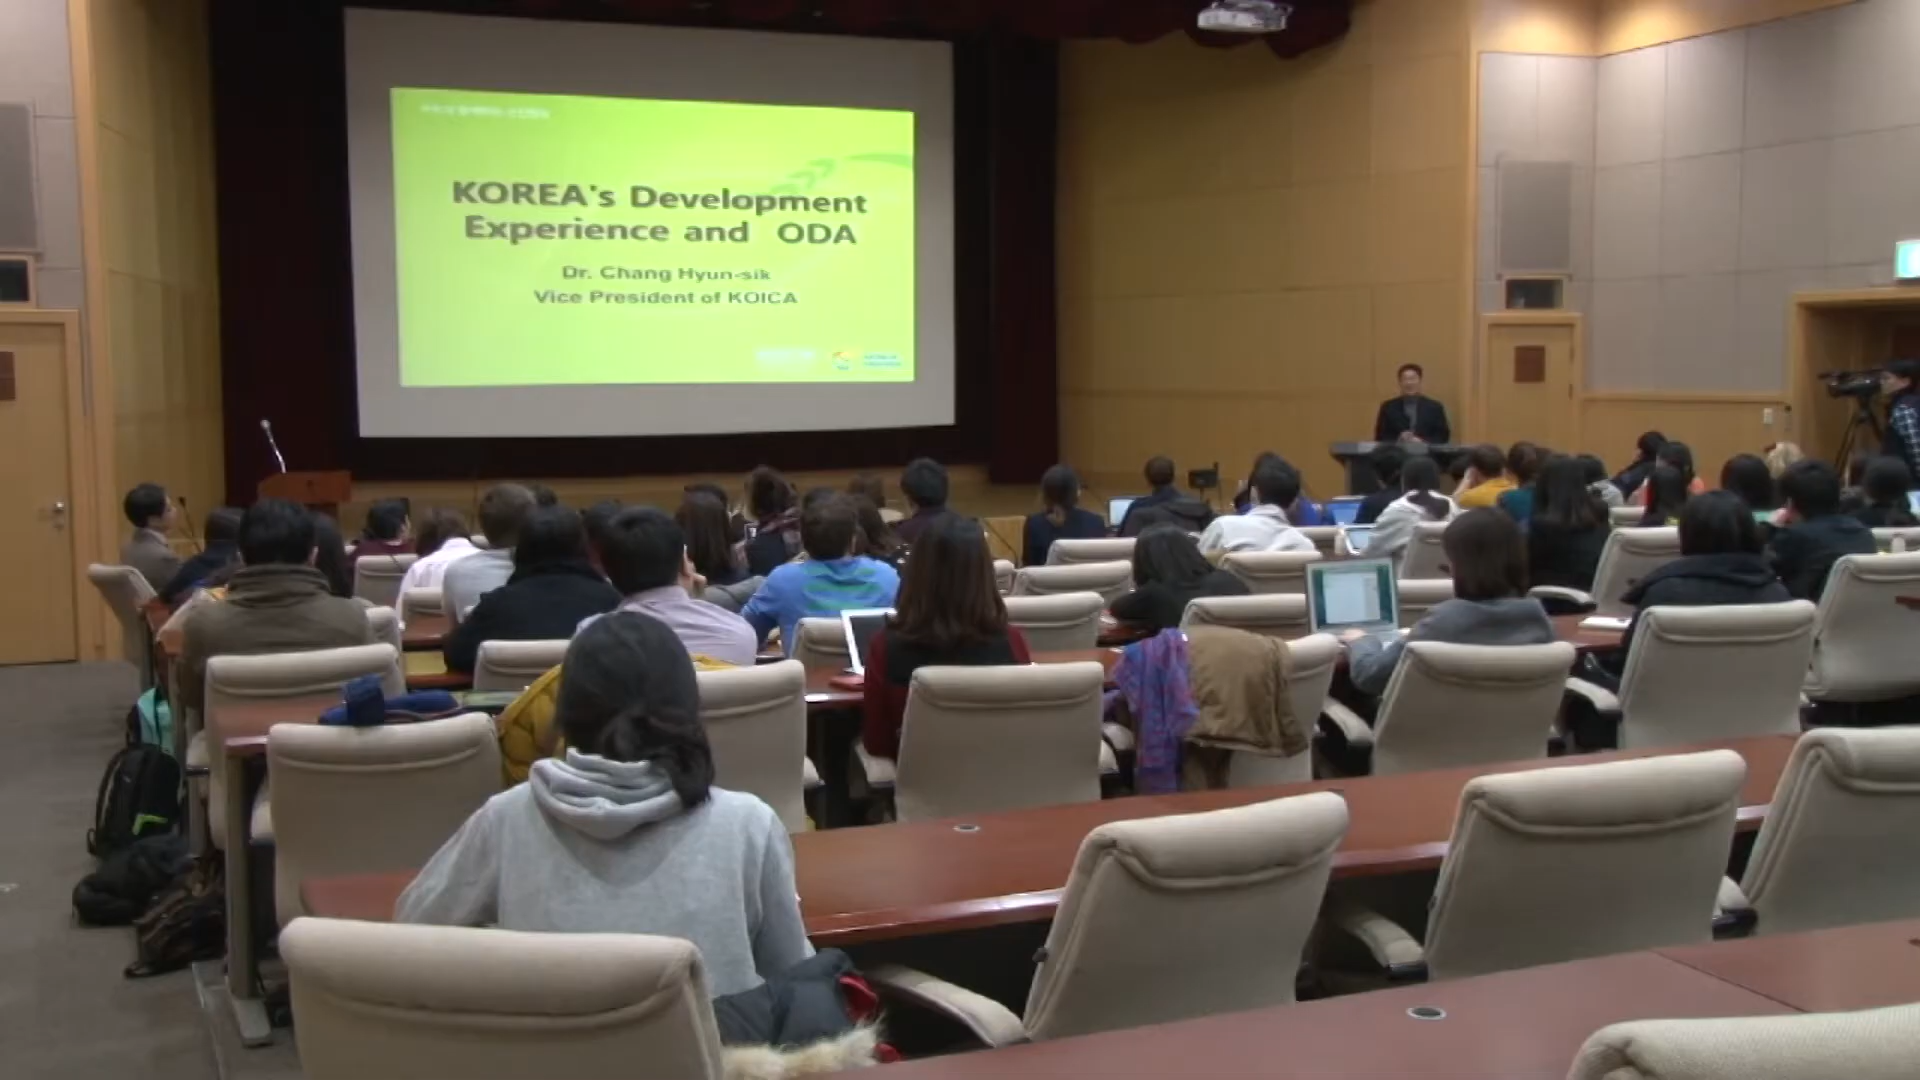 KOREA's Development
Experience and ODA
Dr. Chang Hyun-sik
Vice President of KOICA